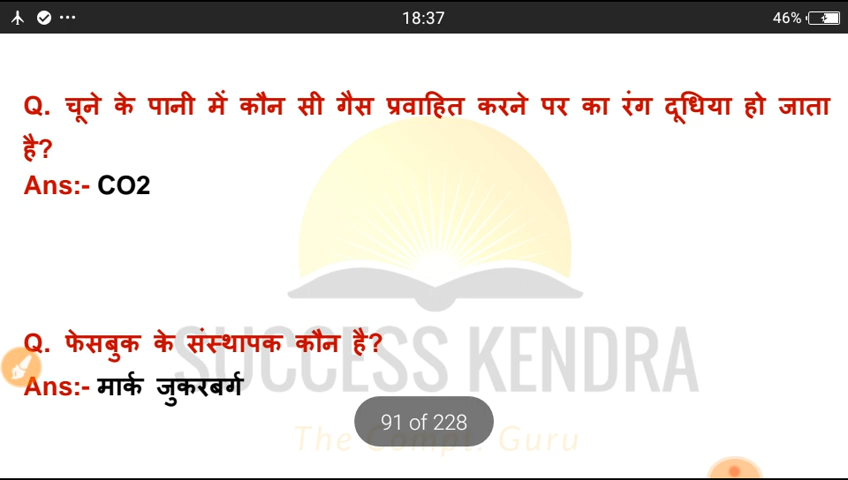 18:37
46%
Q. चूने के पानी में कौन सी गैस प्रवाहित करने पर का रंग दूधिया हो जाता
है?
Ans:- CO2
Q. फेसबुक के संस्थापक कौन है?
SUCCESS KENDRA
Ans:- मार्क जुकरबर्ग
91 of 228
The Guru